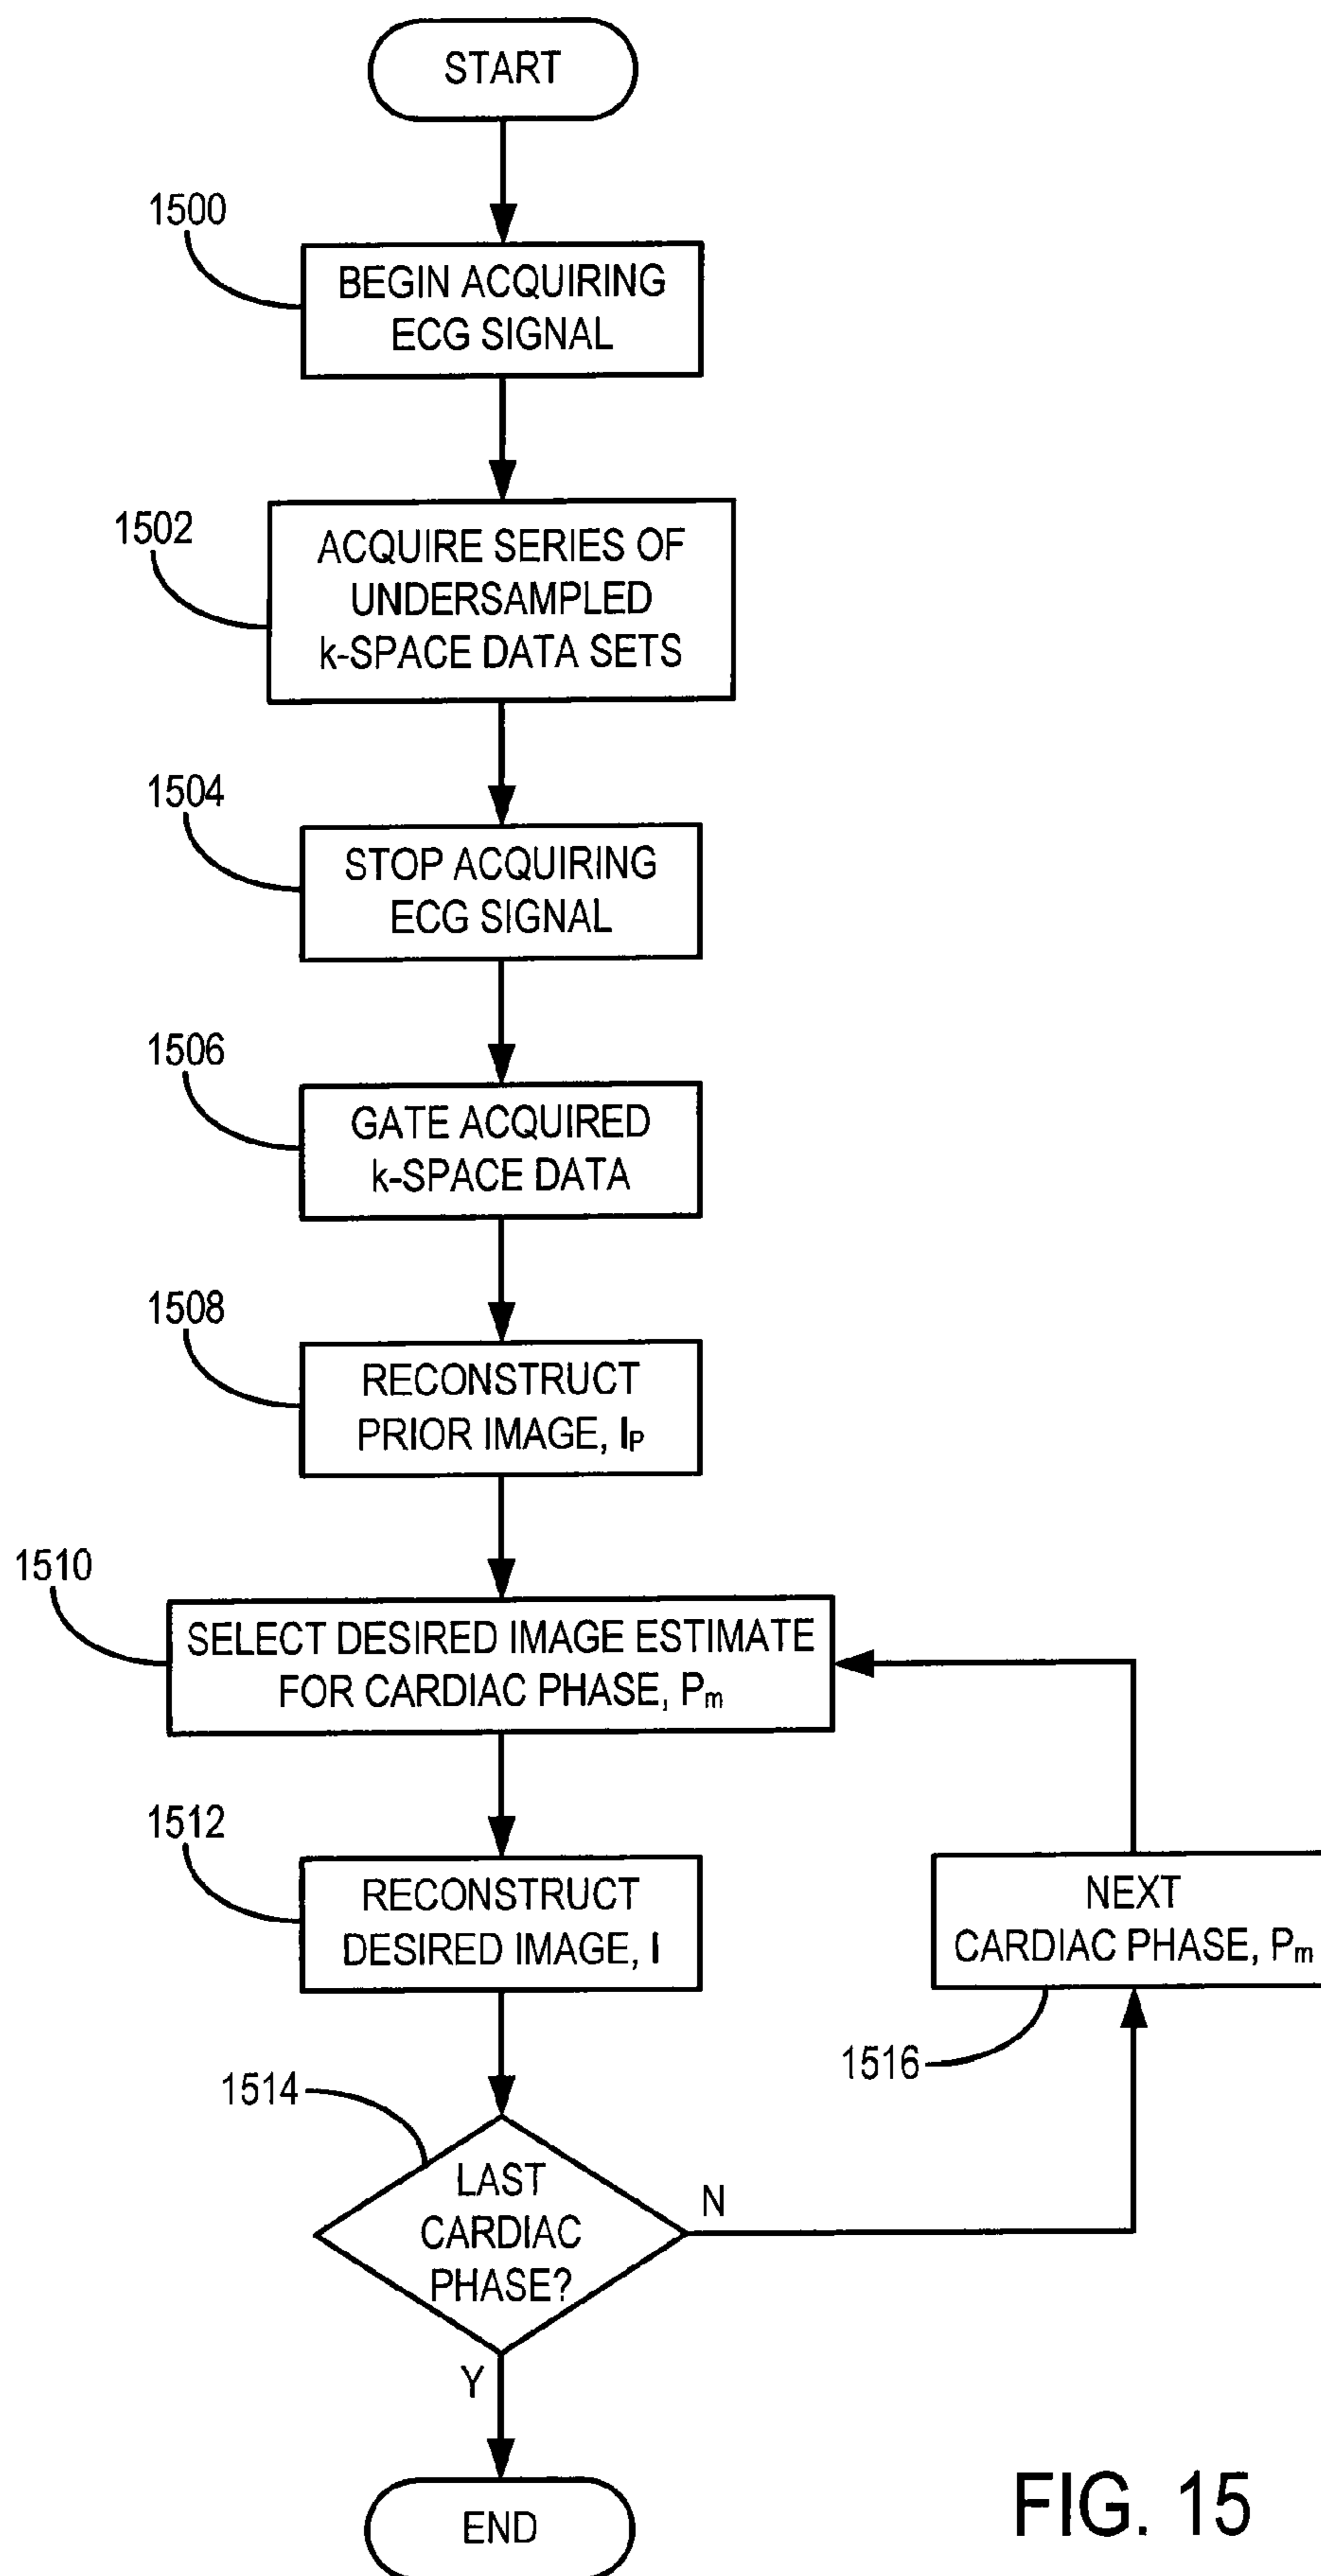 START
1500
BEGIN ACQUIRING
ECG SIGNAL
1502
ACQUIRE SERIES OF
UNDERSAMPLED
k-SPACE DATA SETS
1504
STOP ACQUIRING
ECG SIGNAL
1506
GATE ACQUIRED
k-SPACE DATA
1508
RECONSTRUCT
PRIOR IMAGE, IP
1510
SELECT DESIRED IMAGE ESTIMATE
FOR CARDIAC PHASE, Pm
1512
RECONSTRUCT
DESIRED IMAGE, I
NEXT
CARDIAC PHASE, Pm
1516
1514
LAST
CARDIAC
PHASE?
N
Y
END
FIG. 15